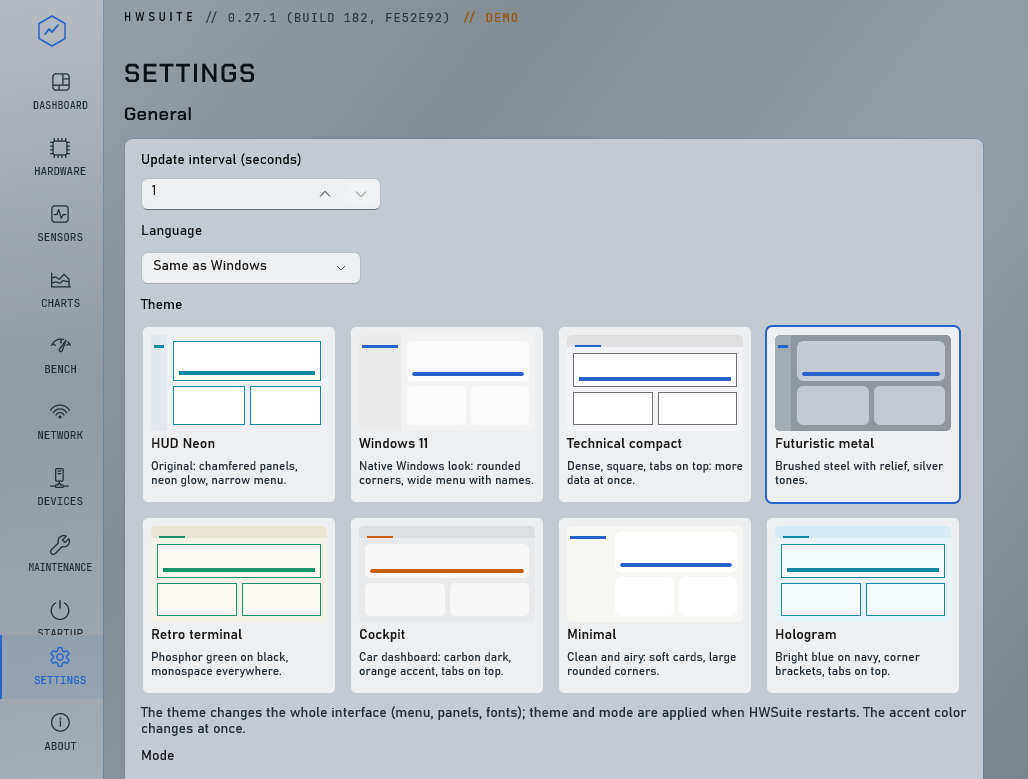 HWSUITE // 0.27.1 (BUILD 182, FE52E92) // DEMO
DASHBOARD
HARDWARE
SENSORS
CHARTS
BENCH
NETWORK
DEVICES
MAINTENANCE
STARTUP
SETTINGS
ABOUT
SETTINGS
General
Update interval (seconds)
1
Language
Same as Windows
Theme
HUD Neon
Original: chamfered panels,
neon glow, narrow menu.
Windows 11
Native Windows look: rounded
corners, wide menu with names.
Technical compact
Dense, square, tabs on top: more
data at once.
Futuristic metal
Brushed steel with relief, silver
tones.
Retro terminal
Phosphor green on black,
monospace everywhere.
Cockpit
Car dashboard: carbon dark,
orange accent, tabs on top.
Minimal
Clean and airy: soft cards, large
rounded corners.
Hologram
Bright blue on navy, corner
brackets, tabs on top.
The theme changes the whole interface (menu, panels, fonts); theme and mode are applied when HWSuite restarts. The accent color
changes at once.
Mode